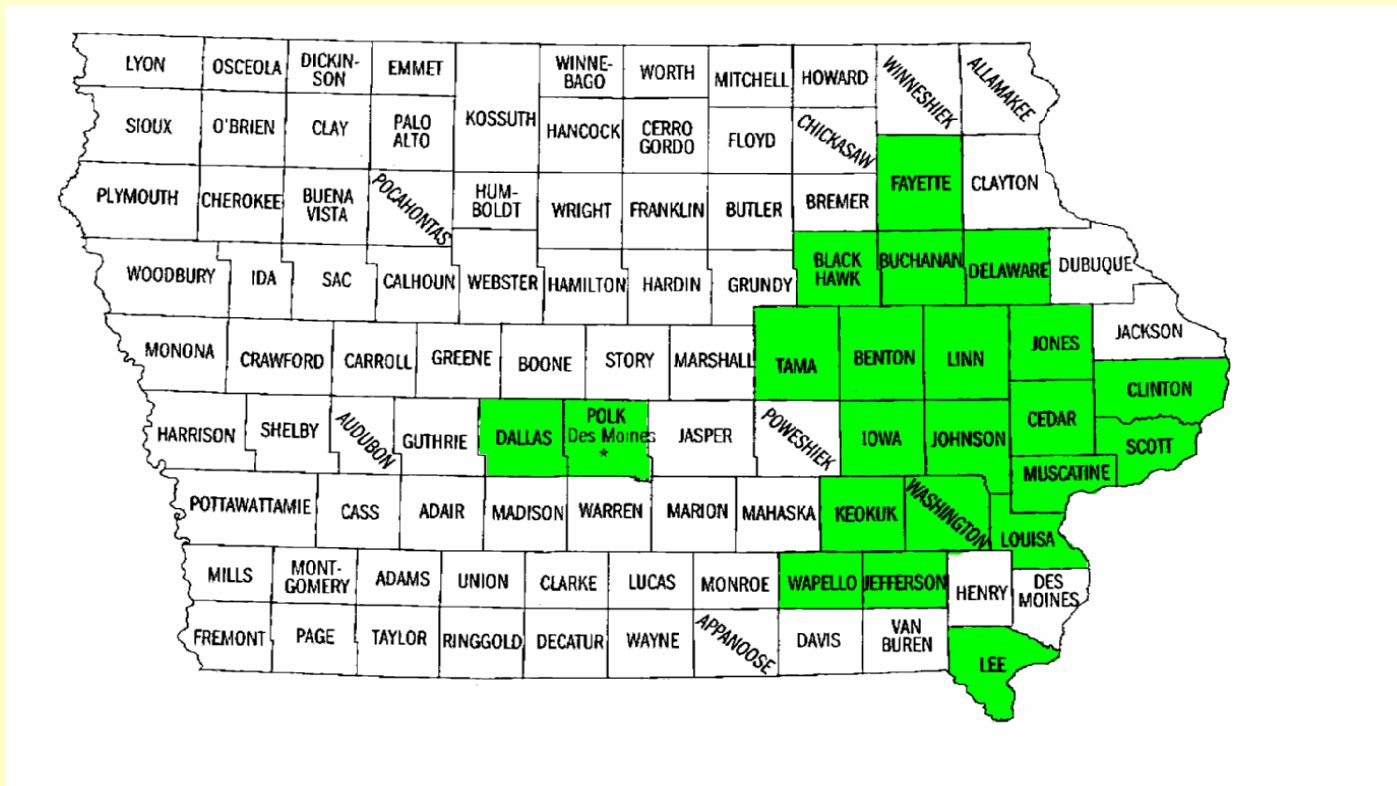 LYON
OSCEOLA
DICKIN-
SON
EMMET
WINNE-
BAGO
WORTH
MITCHELL
HOWARD
WINNESHIEK
ALLAMAKEE
SIOUX
O'BRIEN
CLAY
PALO
ALTO
KOSSUTH
HANCOCK
CERRO
GORDO
FLOYD
CHICKASAW
PLYMOUTH
CHEROKEE
BUENA
VISTA
POCAHONTAS
HUM-
BOLDT
WRIGHT
FRANKLIN
BUTLER
BREMER
FAYETTE
CLAYTON
WOODBURY
IDA
SAC
CALHOUN
WEBSTER
HAMILTON
HARDIN
GRUNDY
BLACK
HAWK
BUCHANAN
DELAWARE
DUBUQUE
MONONA
CRAWFORD
CARROLL
GREENE
BOONE
STORY
MARSHALL
TAMA
BENTON
LINN
JONES
JACKSON
CLINTON
HARRISON
SHELBY
AUDUBON
GUTHRIE
DALLAS
POLK
Des Moines
*
JASPER
POWESHIEK
IOWA
JOHNSON
CEDAR
SCOTT
MUSCATINE
POTTAWATTAMIE
CASS
ADAIR
MADISON
WARREN
MARION
MAHASKA
KEOKUK
WASHINGTON
LOUISA
MILLS
MONT-
GOMERY
ADAMS
UNION
CLARKE
LUCAS
MONROE
WAPELLO
JEFFERSON
HENRY
DES
MOINES
FREMONT
PAGE
TAYLOR
RINGGOLD
DECATUR
WAYNE
APPANOOSE
DAVIS
VAN
BUREN
LEE